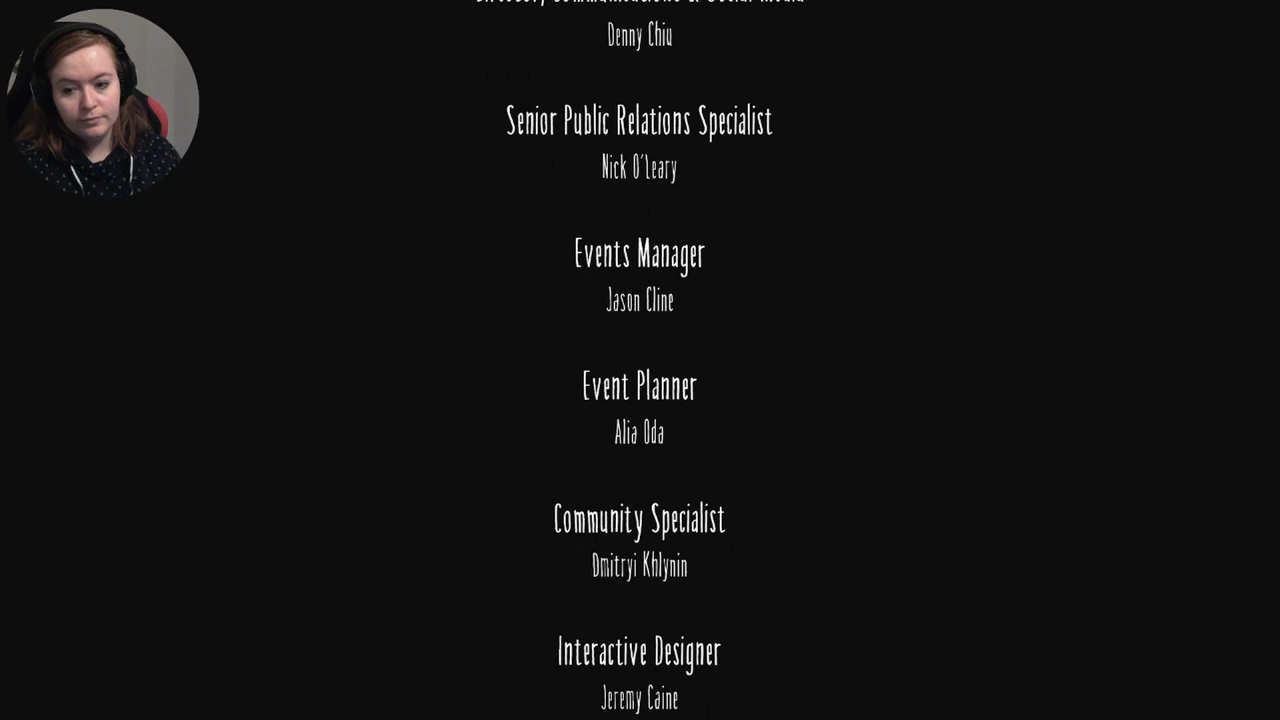 Denny Chiu
Senior Public Relations Specialist
Nick O'Leary
Events Manager
Jason Cline
Event Planner
Alia Oda
Community Specialist
Dmitryi Khlynin
Interactive Designer
Jeremy Caine